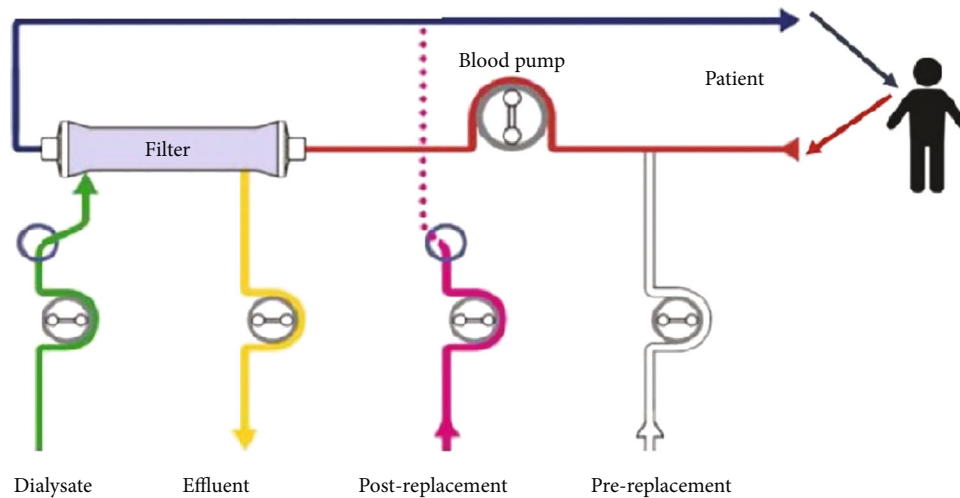 Blood pump
Patient
Filter
Dialysate
Effluent
Post-replacement
Pre-replacement